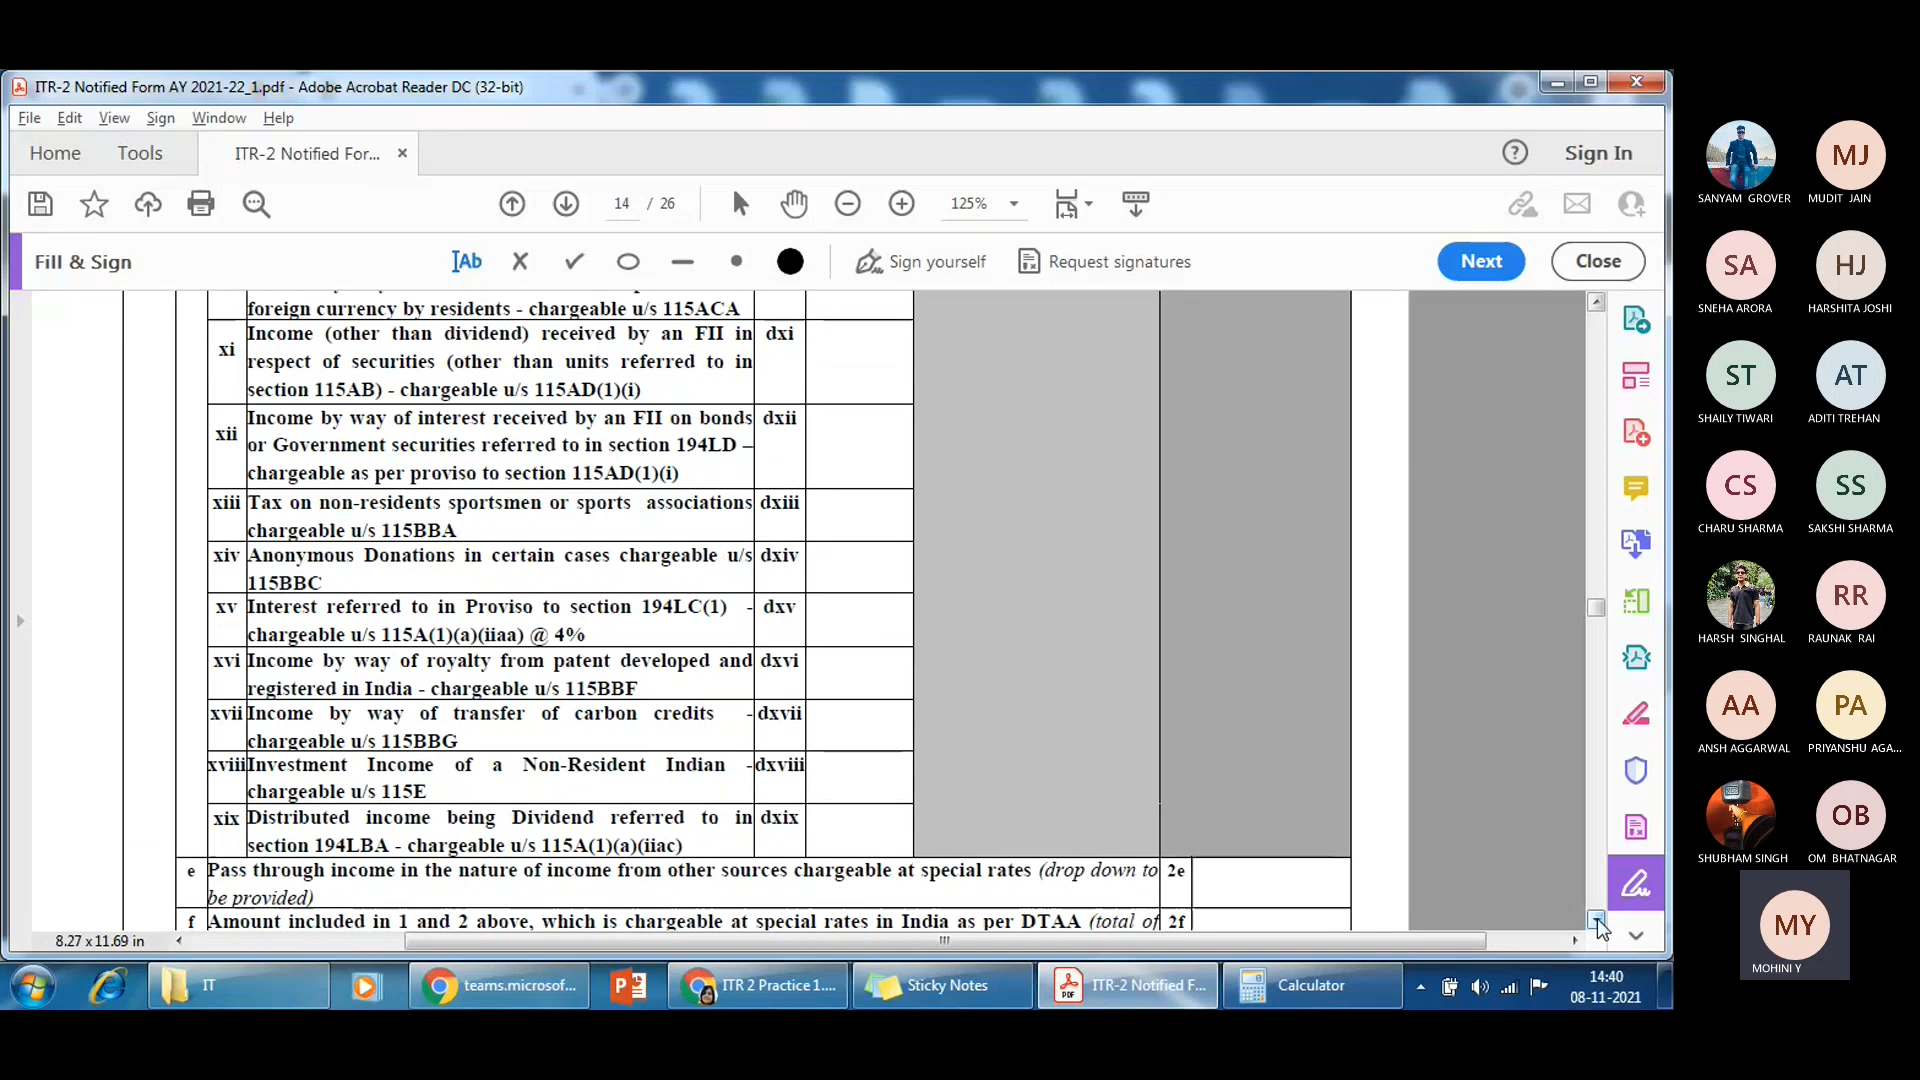 ITR-2 Notified Form AY 2021-22_1.pdf - Adobe Acrobat Reader DC (32-bit)
File Edit View Sign Window Help
Home Tools ITR-2 Notified For... × Sign In
14 / 26 125%
Fill & Sign Ab Sign yourself Request signatures Next Close
foreign currency by residents - chargeable u/s 115ACA
xi Income (other than dividend) received by an FII in dxi
respect of securities (other than units referred to in
section 115AB) - chargeable u/s 115AD(1)(i)
xii Income by way of interest received by an FII on bonds dxii
or Government securities referred to in section 194LD –
chargeable as per proviso to section 115AD(1)(i)
xiii Tax on non-residents sportsmen or sports associations dxiii
chargeable u/s 115BBA
xiv Anonymous Donations in certain cases chargeable u/s dxiv
115BBC
xv Interest referred to in Proviso to section 194LC(1) - dxv
chargeable u/s 115A(1)(a)(iiaa) @ 4%
xvi Income by way of royalty from patent developed and dxvi
registered in India - chargeable u/s 115BBF
xvii Income by way of transfer of carbon credits - dxvii
chargeable u/s 115BBG
xviii Investment Income of a Non-Resident Indian - dxviii
chargeable u/s 115E
xix Distributed income being Dividend referred to in dxix
section 194LBA - chargeable u/s 115A(1)(a)(iiac)
e Pass through income in the nature of income from other sources chargeable at special rates (drop down to 2e
be provided)
f Amount included in 1 and 2 above, which is chargeable at special rates in India as per DTAA (total of 2f
8.27 x 11.69 in
IT teams.microsof... ITR 2 Practice 1.... Sticky Notes ITR-2 Notified F... Calculator 14:40
08-11-2021
MJ
SANYAM GROVER MUDIT JAIN
SA HJ
SNEHA ARORA HARSHITA JOSHI
ST AT
SHAILY TIWARI ADITI TREHAN
CS SS
CHARU SHARMA SAKSHI SHARMA
RR
HARSH SINGHAL RAUNAK RAI
AA PA
ANSH AGGARWAL PRIYANSHU AGA...
OB
SHUBHAM SINGH OM BHATNAGAR
MY
MOHINI Y